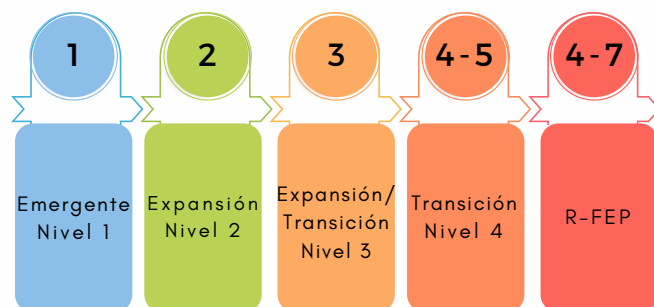 1
2
3
4-5
4-7
Emergente
Nivel 1
Expansión
Nivel 2
Expansión/
Transición
Nivel 3
Transición
Nivel 4
R-FEP